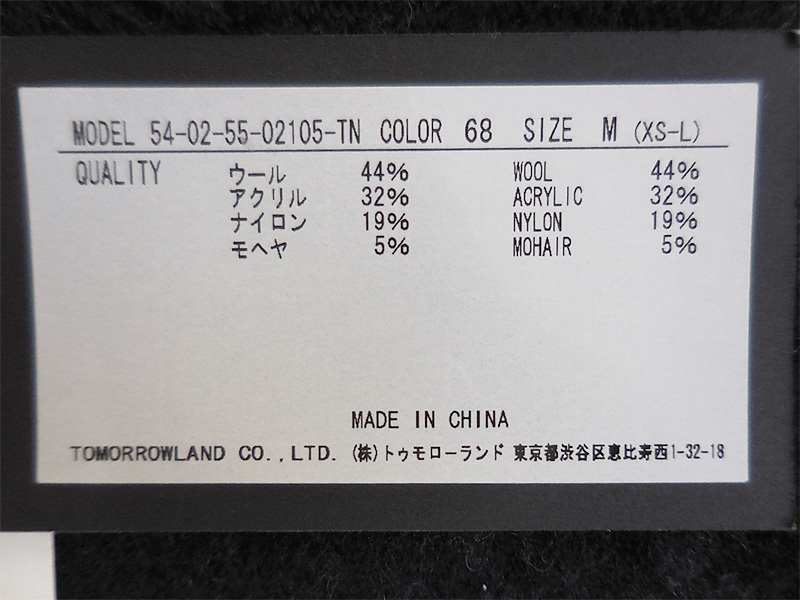 MODEL 54-02-55-02105-TN COLOR 68 SIZE M (XS-L)
QUALITY ウール 44% WOOL 44%
アクリル 32% ACRYLIC 32%
ナイロン 19% NYLON 19%
モヘヤ 5% MOHAIR 5%
MADE IN CHINA
TOMORROWLAND CO.,LTD. (株)トゥモローランド 東京都渋谷区恵比寿西1-32-18